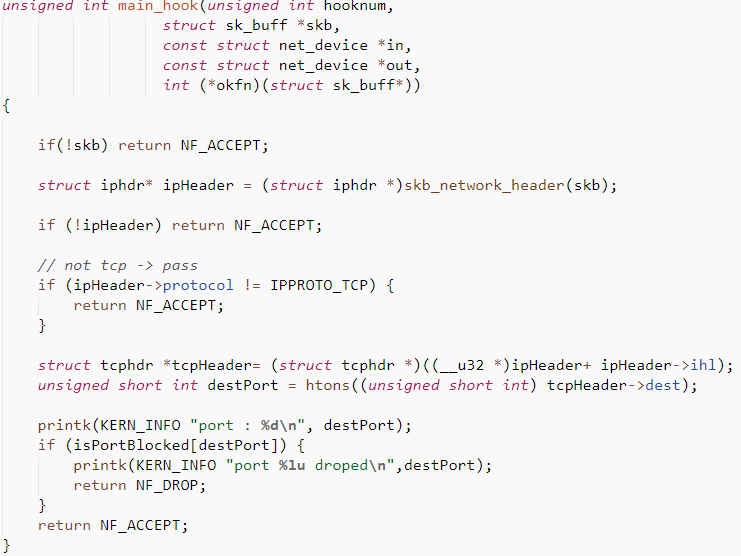 unsigned int main_hook(unsigned int hooknum,
                  struct sk_buff *skb,
                  const struct net_device *in,
                  const struct net_device *out,
                  int (*okfn)(struct sk_buff*))
{

    if(!skb) return NF_ACCEPT;

    struct iphdr* ipHeader = (struct iphdr *)skb_network_header(skb);

    if (!ipHeader) return NF_ACCEPT;

    // not tcp -> pass
    if (ipHeader->protocol != IPPROTO_TCP) {
        return NF_ACCEPT;
    }

    struct tcphdr *tcpHeader= (struct tcphdr *)((__u32 *)ipHeader+ ipHeader->ihl);
    unsigned short int destPort = htons((unsigned short int) tcpHeader->dest);

    printk(KERN_INFO "port : %d\n", destPort);
    if (isPortBlocked[destPort]) {
        printk(KERN_INFO "port %lu droped\n",destPort);
        return NF_DROP;
    }
    return NF_ACCEPT;
}